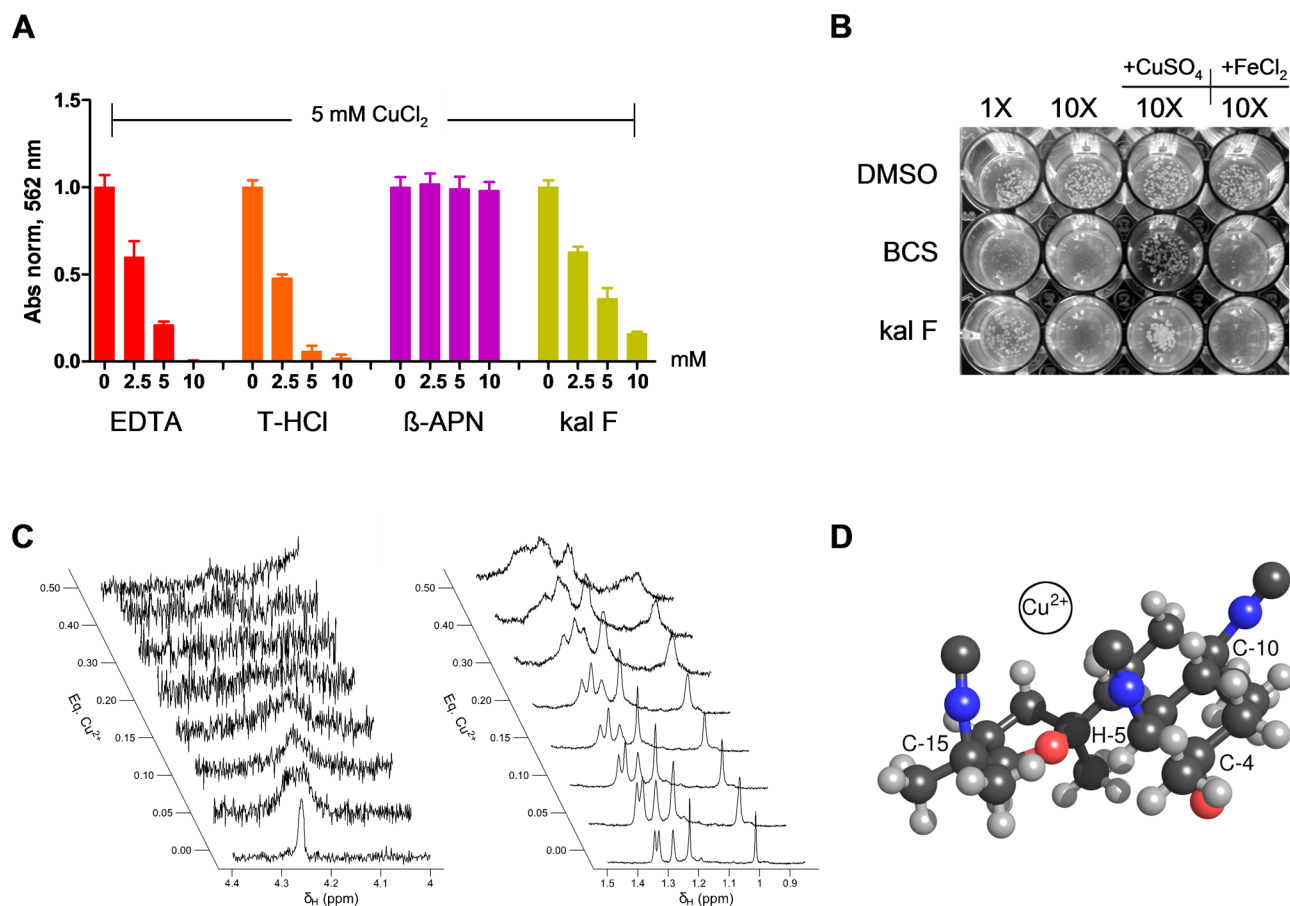 A
5 mM CuCl2
Abs norm, 562 nm
1.5
1.0
0.5
0.0
0 2.5 5 10 0 2.5 5 10 0 2.5 5 10 0 2.5 5 10 mM
EDTA T-HCl ß-APN kal F
B
+CuSO4 +FeCl2
1X 10X 10X 10X
DMSO
BCS
kal F
C
Eq. Cu2+
0.50
0.40
0.30
0.20
0.15
0.10
0.05
0.00
4.4 4.3 4.2 4.1 4
δH (ppm)
Eq. Cu2+
0.50
0.40
0.30
0.20
0.15
0.10
0.05
0.00
1.5 1.4 1.3 1.2 1.1 1 0.9
δH (ppm)
D
Cu2+
C-10
C-15
H-5
C-4